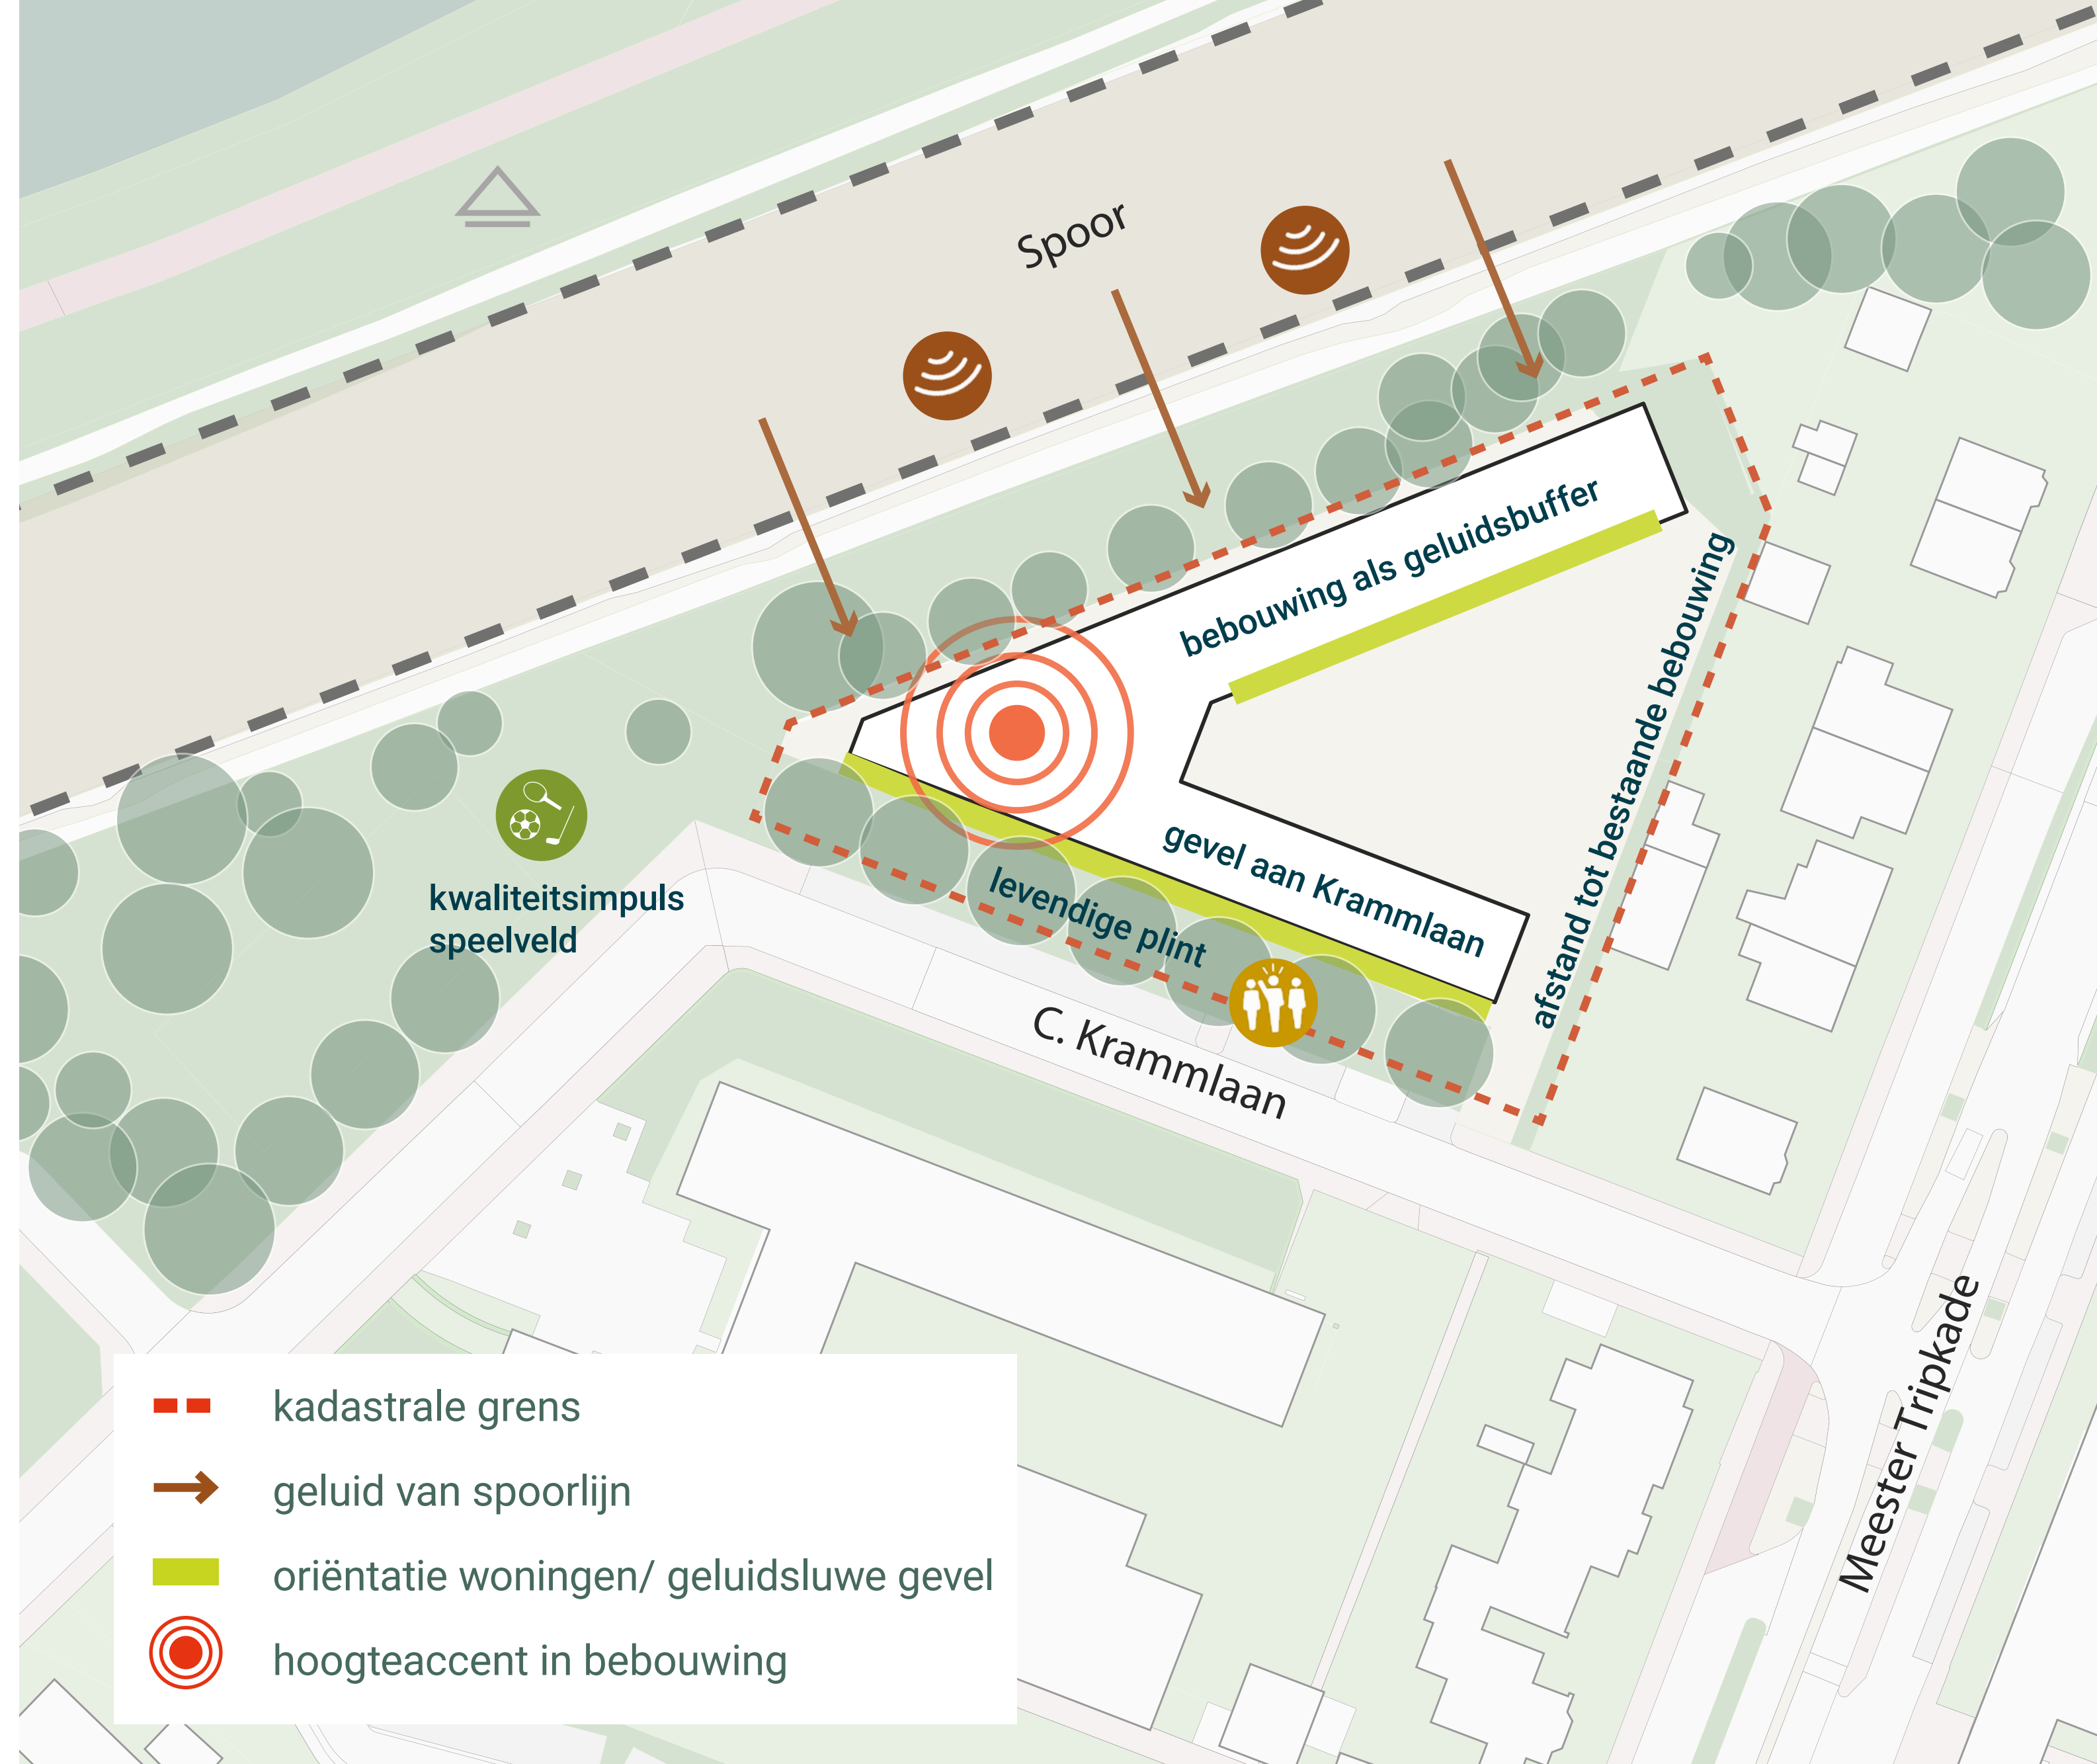 Spoor
bebouwing als geluidsbuffer
afstand tot bestaande bebouwing
gevel aan Krammlaan
levendige plint
kwaliteitsimpuls
speelveld
C. Krammlaan
Meester Tripkade
kadastrale grens
geluid van spoorlijn
oriëntatie woningen/ geluidsluwe gevel
hoogteaccent in bebouwing